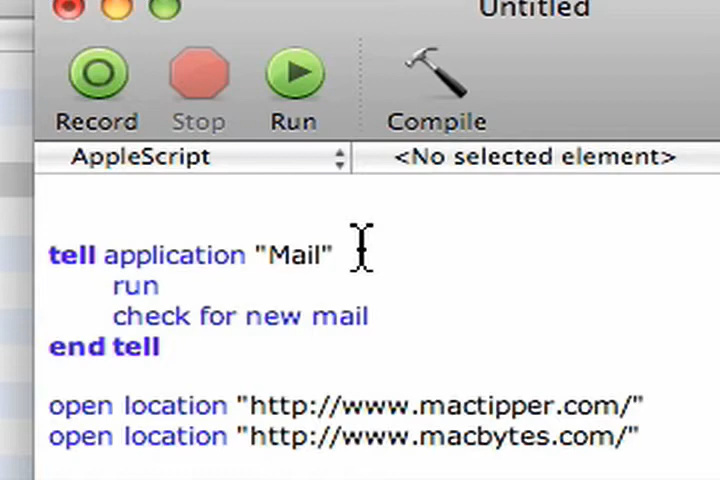 Untitled
Record Stop Run Compile
AppleScript <No selected element>
tell application "Mail"
run
check for new mail
end tell
open location "http://www.mactipper.com/"
open location "http://www.macbytes.com/"